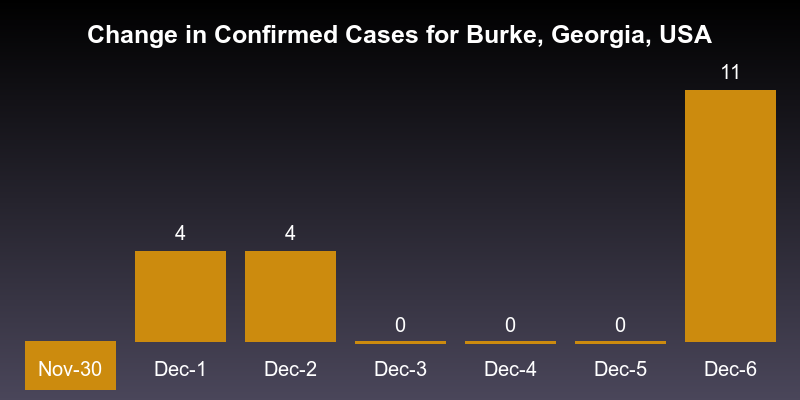 Change in Confirmed Cases for Burke, Georgia, USA
11
4 4
0 0 0
Nov-30 Dec-1 Dec-2 Dec-3 Dec-4 Dec-5 Dec-6